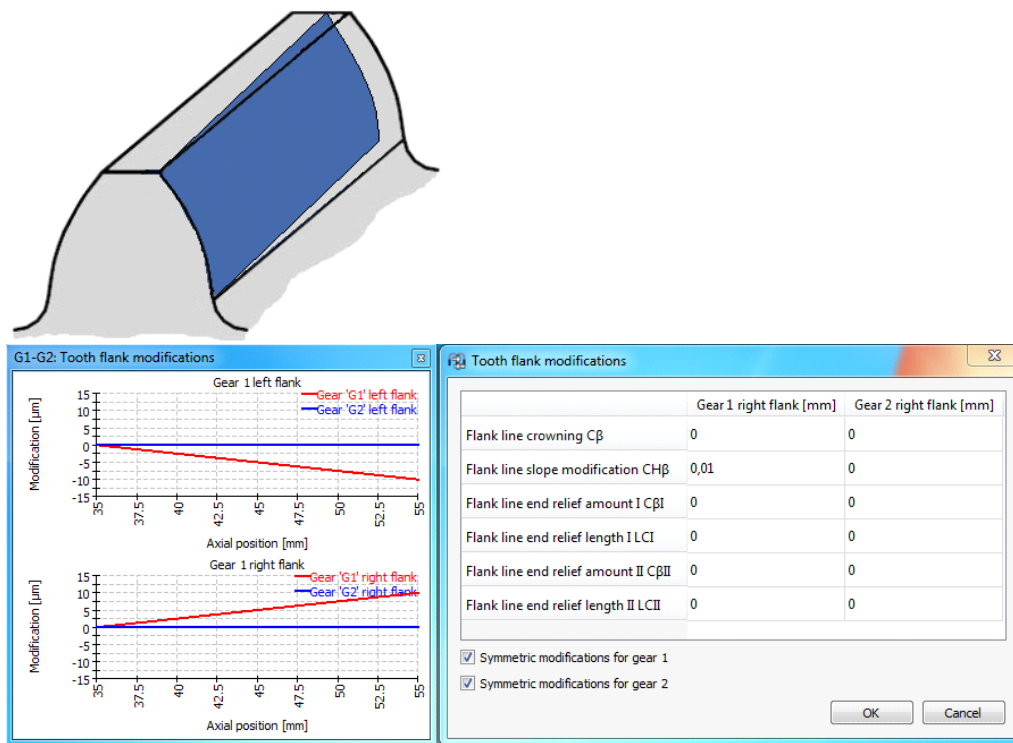 G1-G2: Tooth flank modifications
Gear 1 left flank
Gear 'G1' left flank
Gear 'G2' left flank
Modification [µm]
15
10
5
0
-5
-10
-15
35
37.5
40
42.5
45
47.5
50
52.5
55
Axial position [mm]
Gear 1 right flank
Gear 'G1' right flank
Gear 'G2' right flank
Modification [µm]
15
10
5
0
-5
-10
-15
35
37.5
40
42.5
45
47.5
50
52.5
55
Axial position [mm]
Tooth flank modifications
Gear 1 right flank [mm] Gear 2 right flank [mm]
Flank line crowning Cβ 0 0
Flank line slope modification CHβ 0,01 0
Flank line end relief amount I CβI 0 0
Flank line end relief length I LCI 0 0
Flank line end relief amount II CβII 0 0
Flank line end relief length II LCII 0 0
Symmetric modifications for gear 1
Symmetric modifications for gear 2
OK Cancel